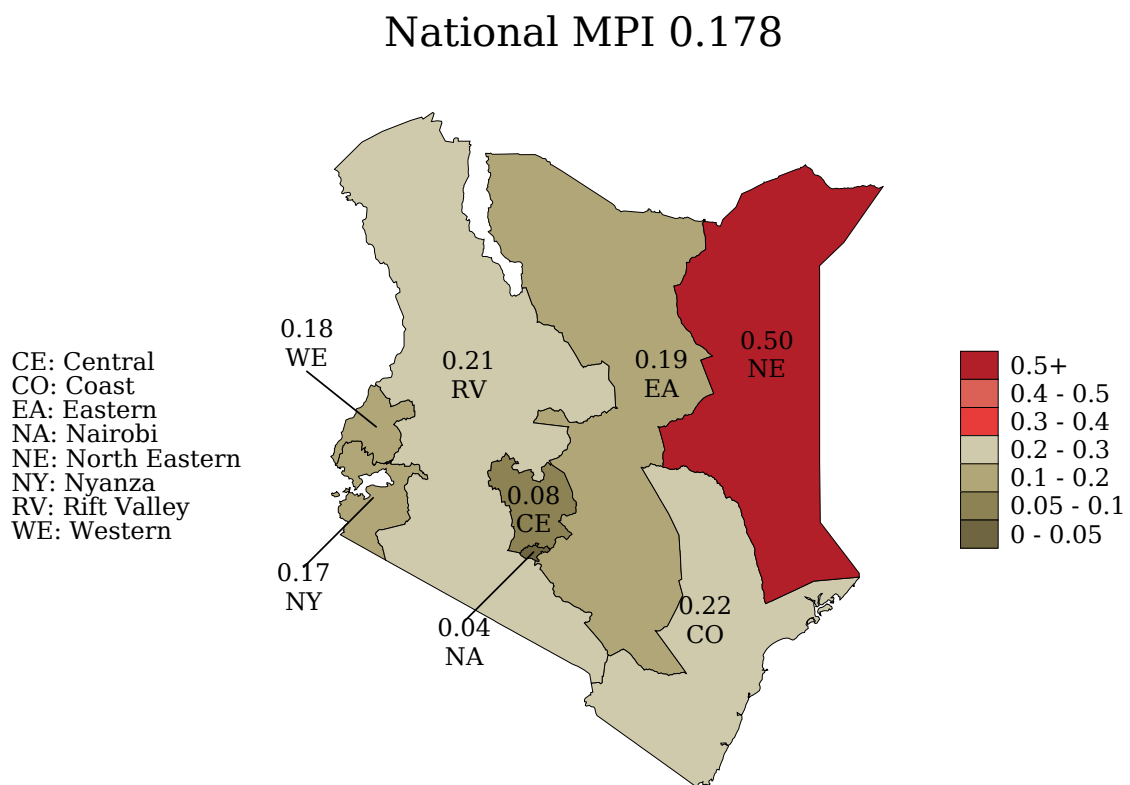 National MPI 0.178
CE: Central
CO: Coast
EA: Eastern
NA: Nairobi
NE: North Eastern
NY: Nyanza
RV: Rift Valley
WE: Western
0.18
WE
0.21
RV
0.19
EA
0.50
NE
0.08
CE
0.17
NY
0.04
NA
0.22
CO
0.5+
0.4 - 0.5
0.3 - 0.4
0.2 - 0.3
0.1 - 0.2
0.05 - 0.1
0 - 0.05